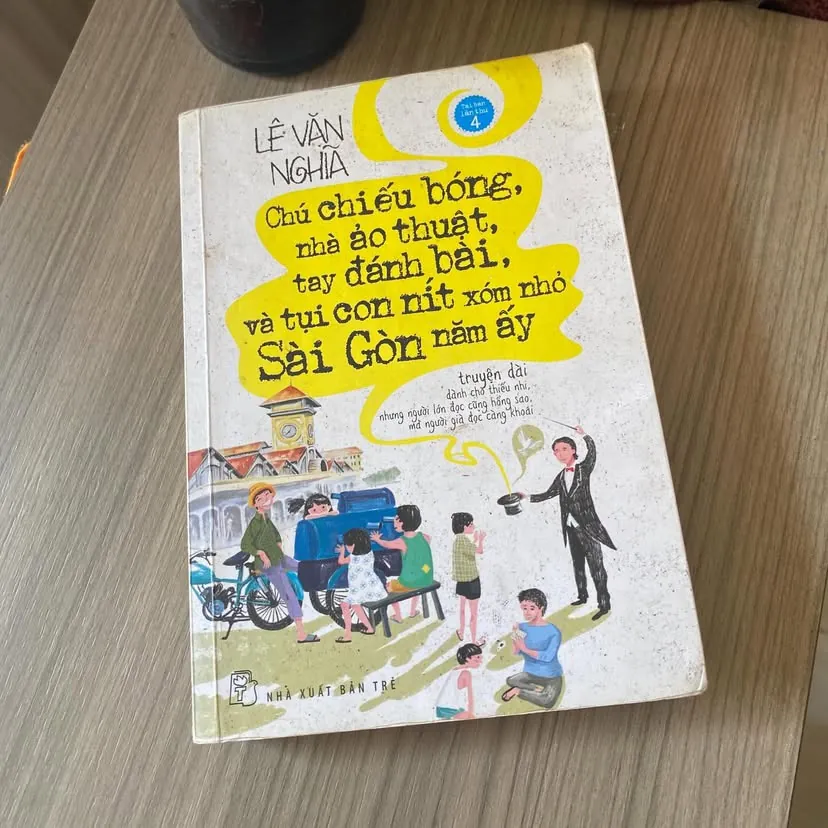 LÊ VĂN
NGHĨA
Tái bản
lần thứ
4
Chú chiếu bóng,
nhà ảo thuật,
tay đánh bài,
và tụi con nít xóm nhỏ
Sài Gòn năm ấy
truyện dài
dành cho thiếu nhi,
nhưng người lớn đọc cũng hổng sao,
mà người già đọc càng khoái
NHÀ XUẤT BẢN TRẺ